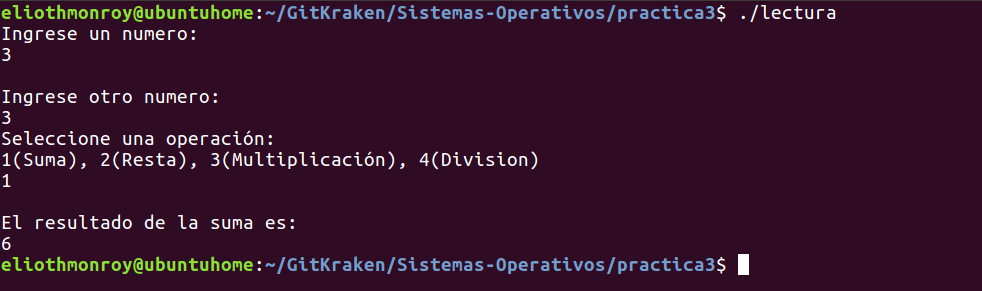 eliothmonroy@ubuntuhome:~/GitKraken/Sistemas-Operativos/practica3$ ./lectura
Ingrese un numero:
3
Ingrese otro numero:
3
Seleccione una operación:
1(Suma), 2(Resta), 3(Multiplicación), 4(Division)
1
El resultado de la suma es:
6
eliothmonroy@ubuntuhome:~/GitKraken/Sistemas-Operativos/practica3$